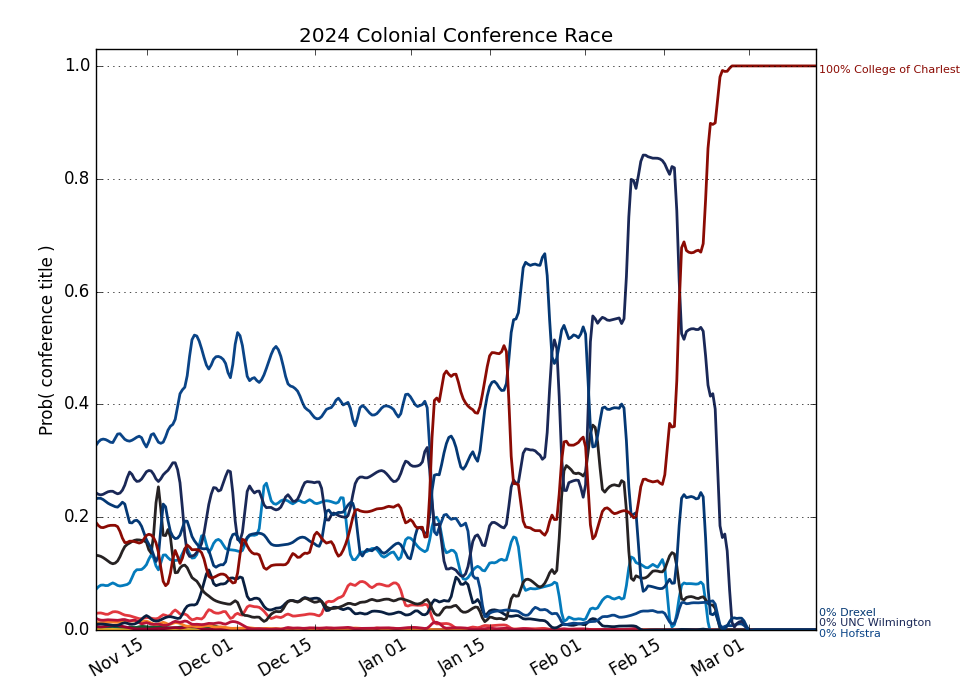 2024 Colonial Conference Race
Prob( conference title )
1.0
0.8
0.6
0.4
0.2
0.0
Nov 15
Dec 01
Dec 15
Jan 01
Jan 15
Feb 01
Feb 15
Mar 01
100% College of Charlest
0% Drexel
0% UNC Wilmington
0% Hofstra